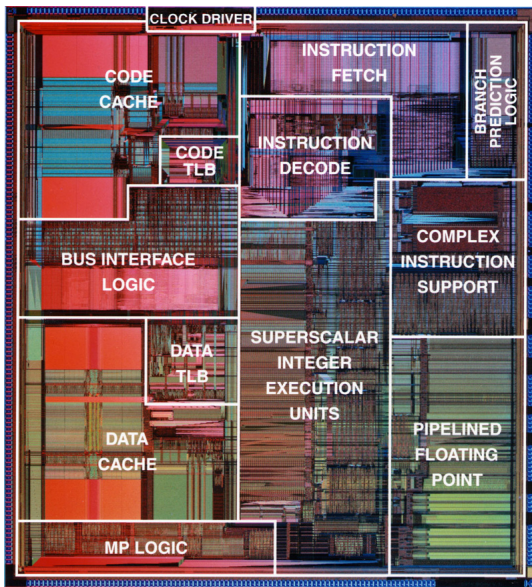 CLOCK DRIVER
CODE
CACHE
CODE
TLB
INSTRUCTION
FETCH
BRANCH
PREDICTION
LOGIC
INSTRUCTION
DECODE
BUS INTERFACE
LOGIC
COMPLEX
INSTRUCTION
SUPPORT
DATA
TLB
SUPERSCALAR
INTEGER
EXECUTION
UNITS
DATA
CACHE
PIPELINED
FLOATING
POINT
MP LOGIC